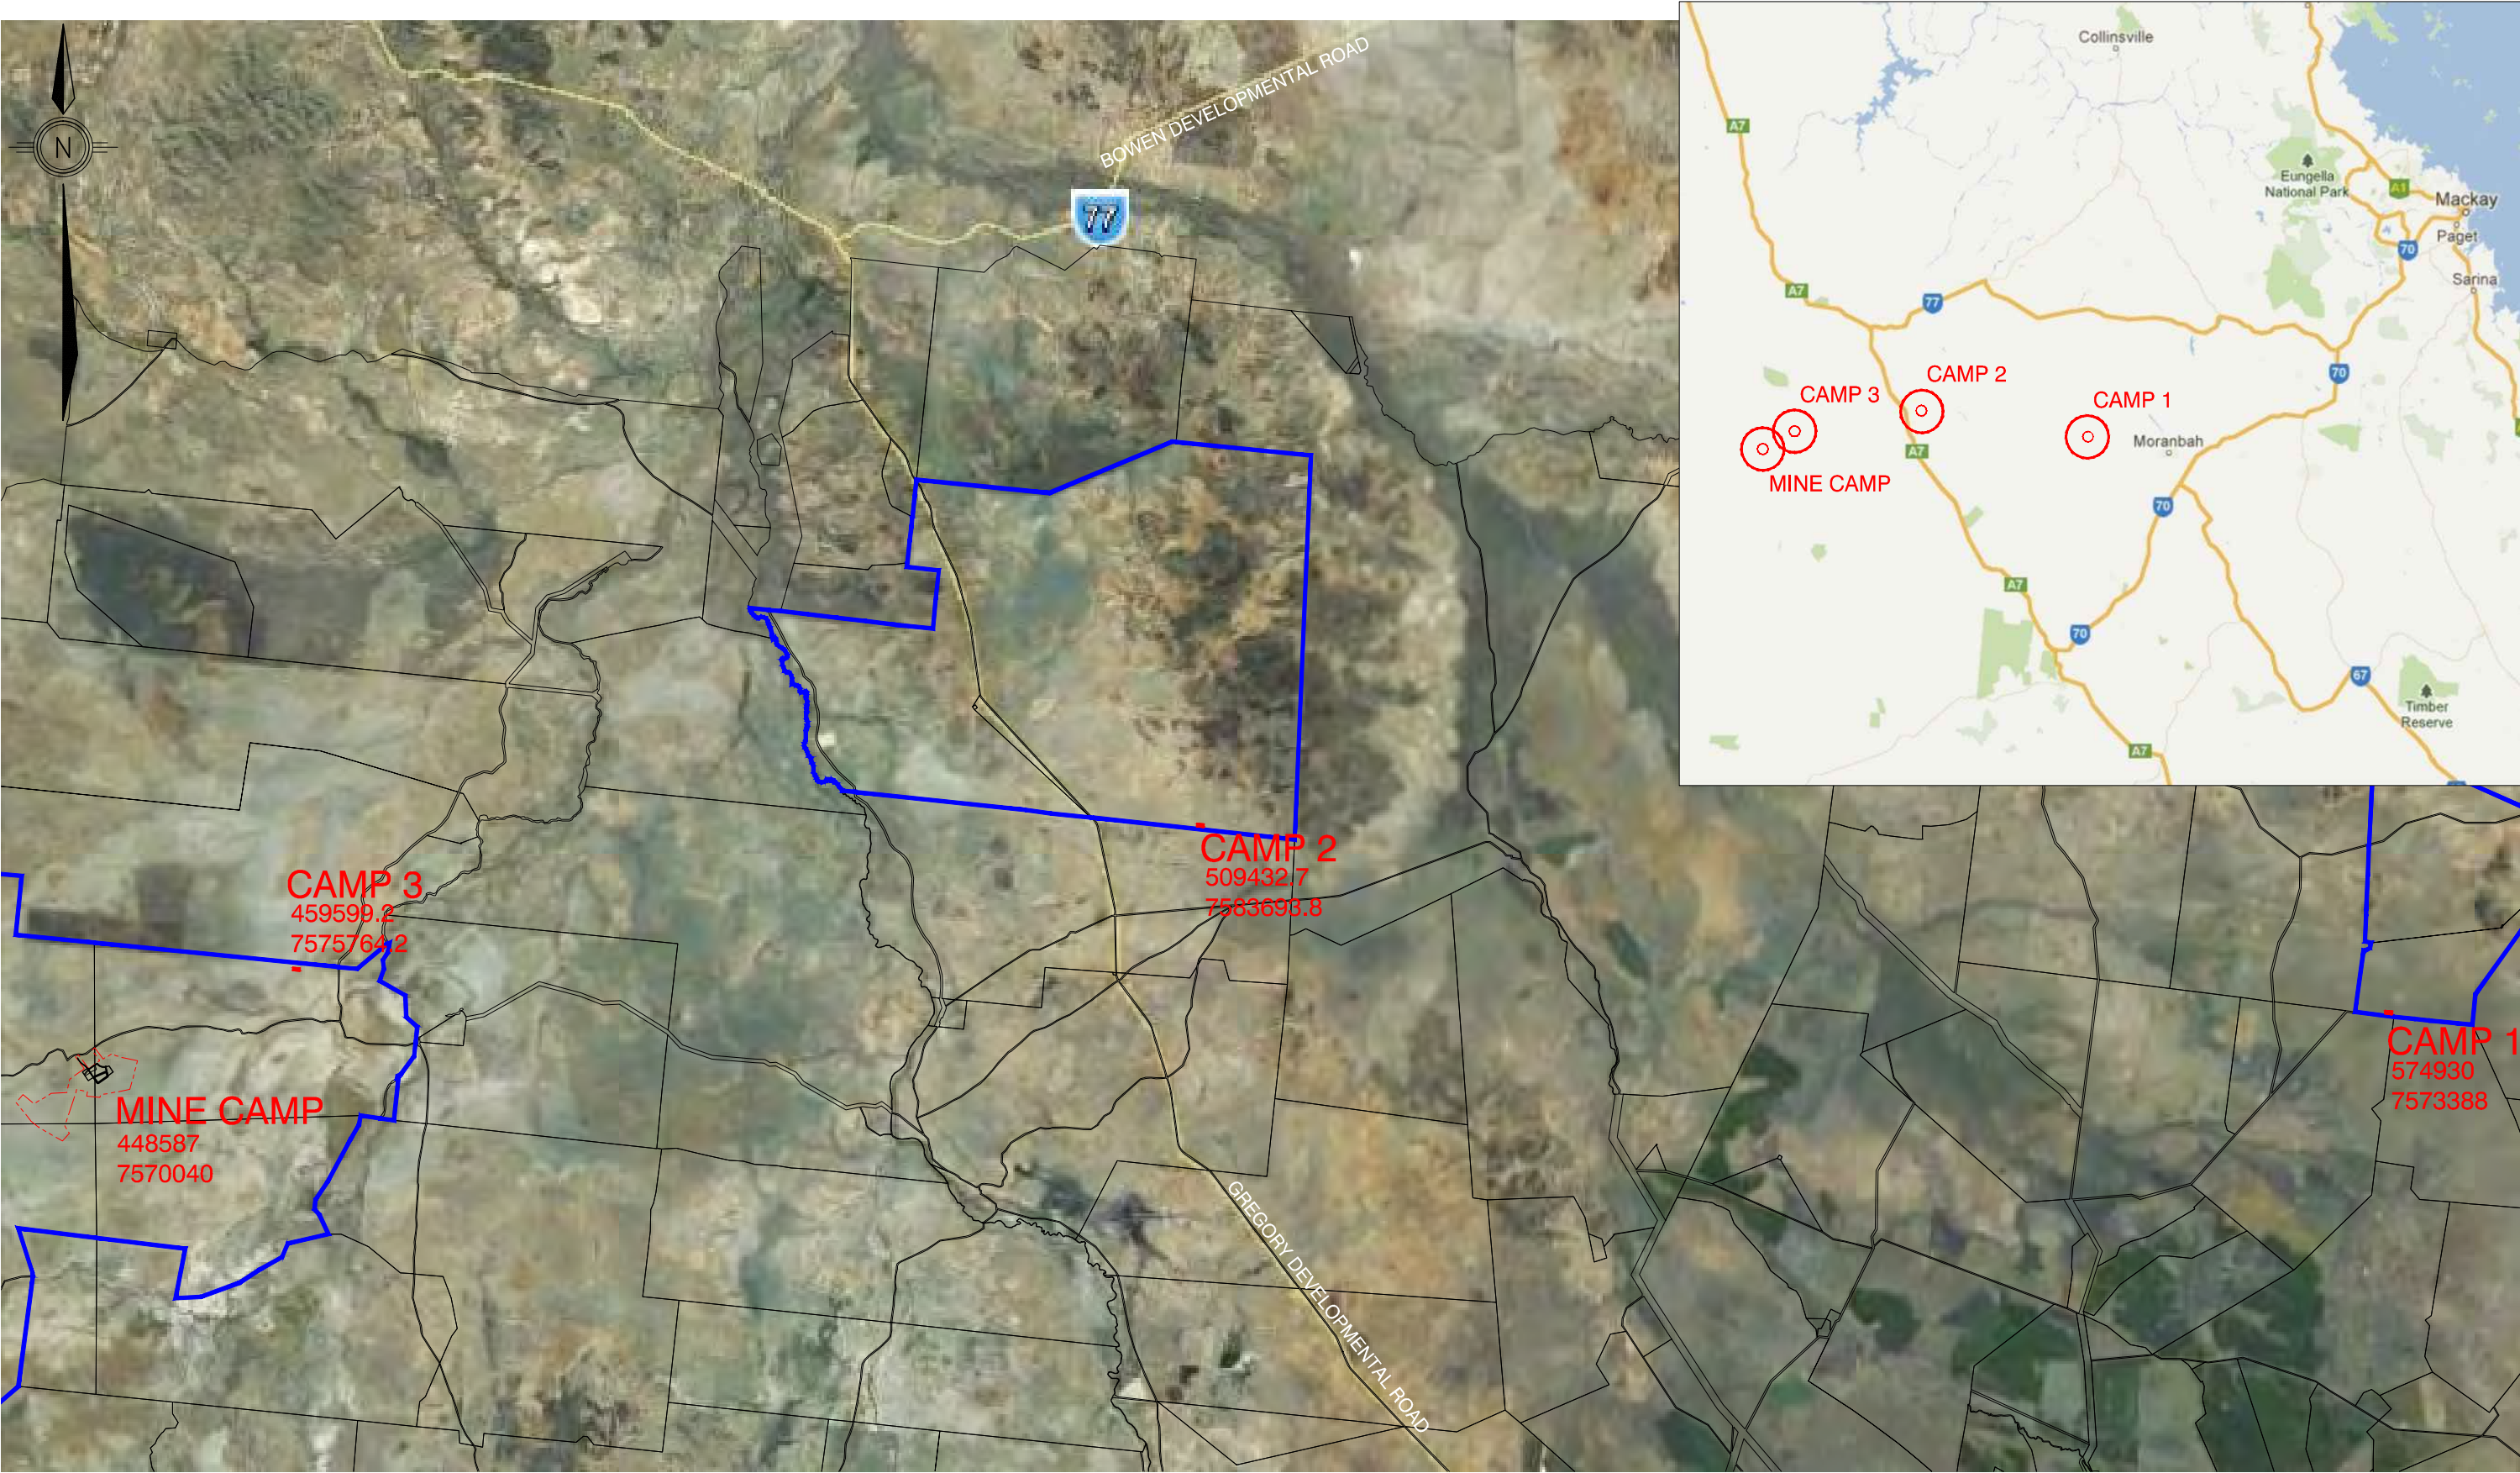 N
BOWEN DEVELOPMENTAL ROAD
77
CAMP 2
509432.7
7583693.8
CAMP 3
459599.2
7575764.2
MINE CAMP
448587
7570040
CAMP 1
574930
7573388
GREGORY DEVELOPMENTAL ROAD
Collinsville
A7
Eungella
National Park
A1
Mackay
Paget
70
Sarina
A7
77
70
CAMP 2
CAMP 3
CAMP 1
Moranbah
A7
MINE CAMP
70
A7
70
67
Timber
Reserve
A7